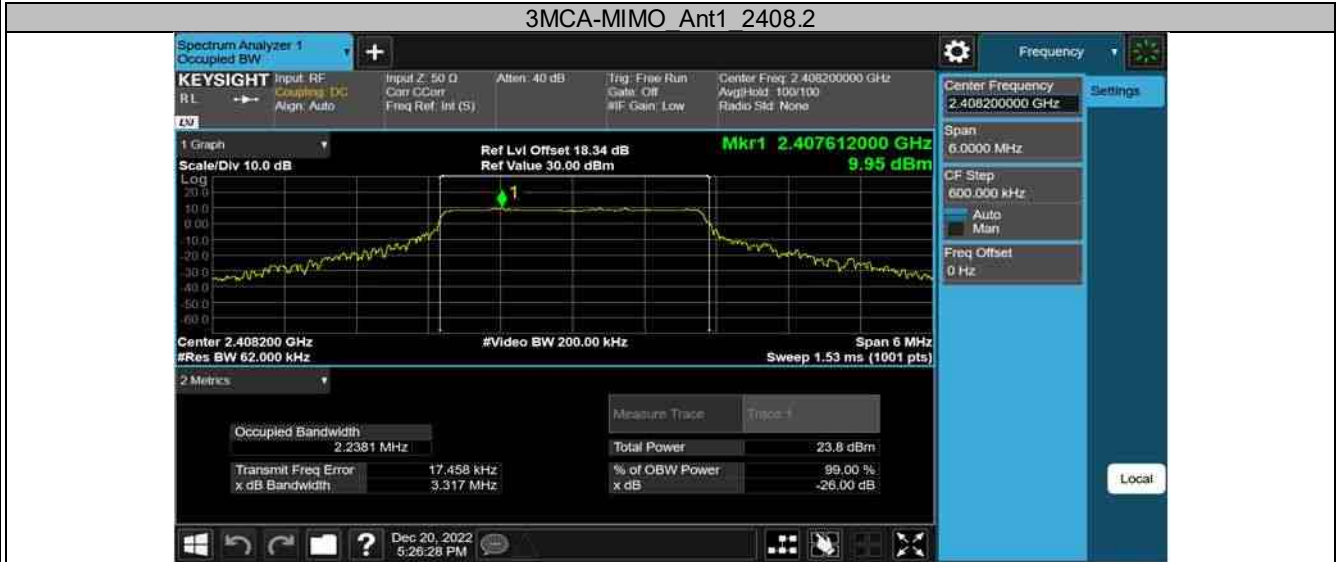 3MCA-MIMO_Ant1_2408.2
Spectrum Analyzer 1
Occupied BW
+
Frequency
KEYSIGHT
RL
LXI
Input: RF
Coupling: DC
Align: Auto
Input Z: 50 Ω
Corr CCorr
Freq Ref: Int (S)
Atten: 40 dB
Trig: Free Run
Gate: Off
#IF Gain: Low
Center Freq: 2.408200000 GHz
Avg|Hold: 100/100
Radio Std: None
Center Frequency
2.408200000 GHz
Settings
Span
6.0000 MHz
CF Step
600.000 kHz
Auto
Man
Freq Offset
0 Hz
1 Graph
Scale/Div 10.0 dB
Ref Lvl Offset 18.34 dB
Ref Value 30.00 dBm
Mkr1 2.407612000 GHz
9.95 dBm
Log
20.0
10.0
0.00
-10.0
-20.0
-30.0
-40.0
-50.0
-60.0
1
Center 2.408200 GHz
#Res BW 62.000 kHz
#Video BW 200.00 kHz
Span 6 MHz
Sweep 1.53 ms (1001 pts)
2 Metrics
Measure Trace Trace 1
Occupied Bandwidth
2.2381 MHz
Total Power 23.8 dBm
Transmit Freq Error 17.458 kHz
% of OBW Power 99.00 %
x dB Bandwidth 3.317 MHz
x dB -26.00 dB
Local
?
Dec 20, 2022
5:26:28 PM